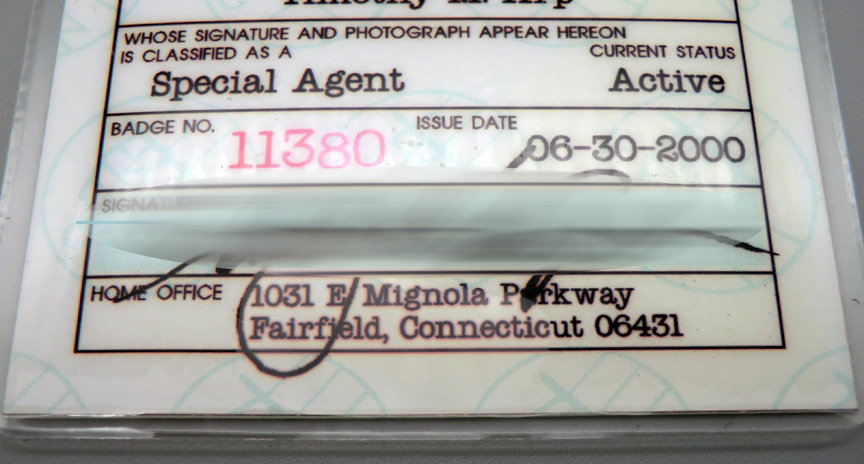 WHOSE SIGNATURE AND PHOTOGRAPH APPEAR HEREON
IS CLASSIFIED AS A CURRENT STATUS
Special Agent Active
BADGE NO. 11380 ISSUE DATE 06-30-2000
SIGNATURE
HOME OFFICE 1031 E Mignola Parkway
Fairfield, Connecticut 06431